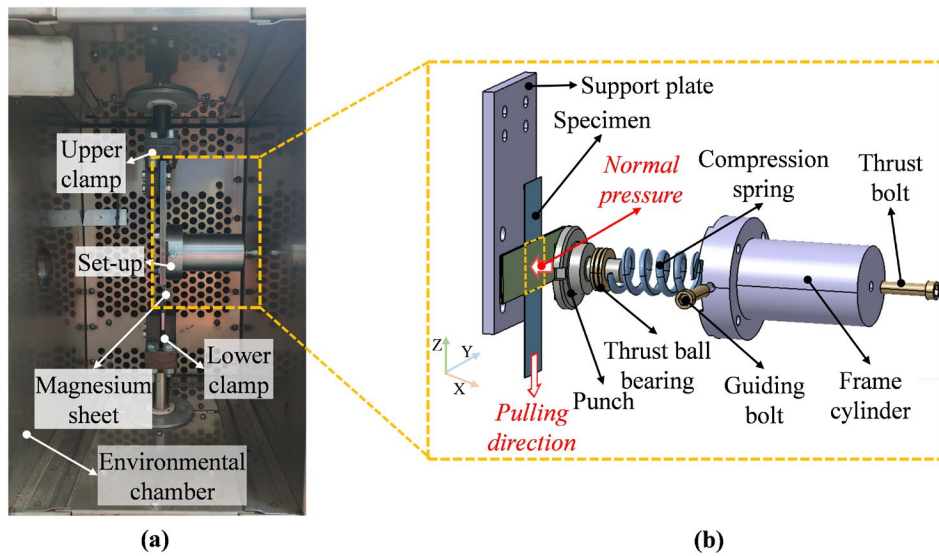 Upper
clamp
Set-up
Magnesium
sheet
Lower
clamp
Environmental
chamber
(a)
Support plate
Specimen
Normal
pressure
Compression
spring
Thrust
bolt
Z
Y
X
Pulling
direction
Punch
Thrust ball
bearing
Guiding
bolt
Frame
cylinder
(b)